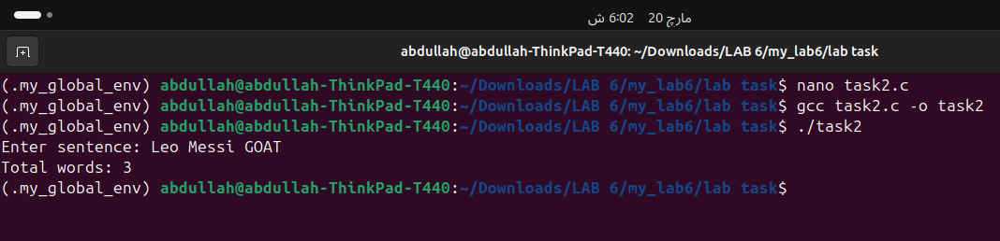 مارچ 20 6:02 ش
abdullah@abdullah-ThinkPad-T440: ~/Downloads/LAB 6/my_lab6/lab task
(.my_global_env) abdullah@abdullah-ThinkPad-T440:~/Downloads/LAB 6/my_lab6/lab task$ nano task2.c
(.my_global_env) abdullah@abdullah-ThinkPad-T440:~/Downloads/LAB 6/my_lab6/lab task$ gcc task2.c -o task2
(.my_global_env) abdullah@abdullah-ThinkPad-T440:~/Downloads/LAB 6/my_lab6/lab task$ ./task2
Enter sentence: Leo Messi GOAT
Total words: 3
(.my_global_env) abdullah@abdullah-ThinkPad-T440:~/Downloads/LAB 6/my_lab6/lab task$